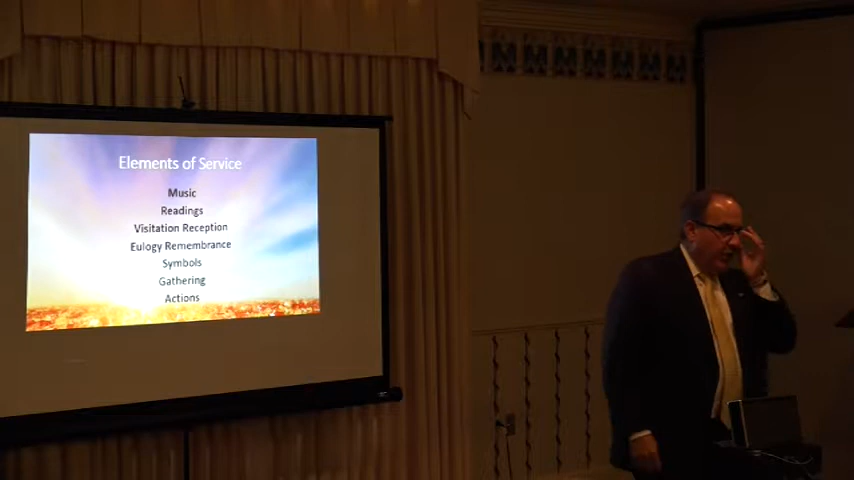 Elements of Service
Music
Readings
Visitation Reception
Eulogy Remembrance
Symbols
Gathering
Actions